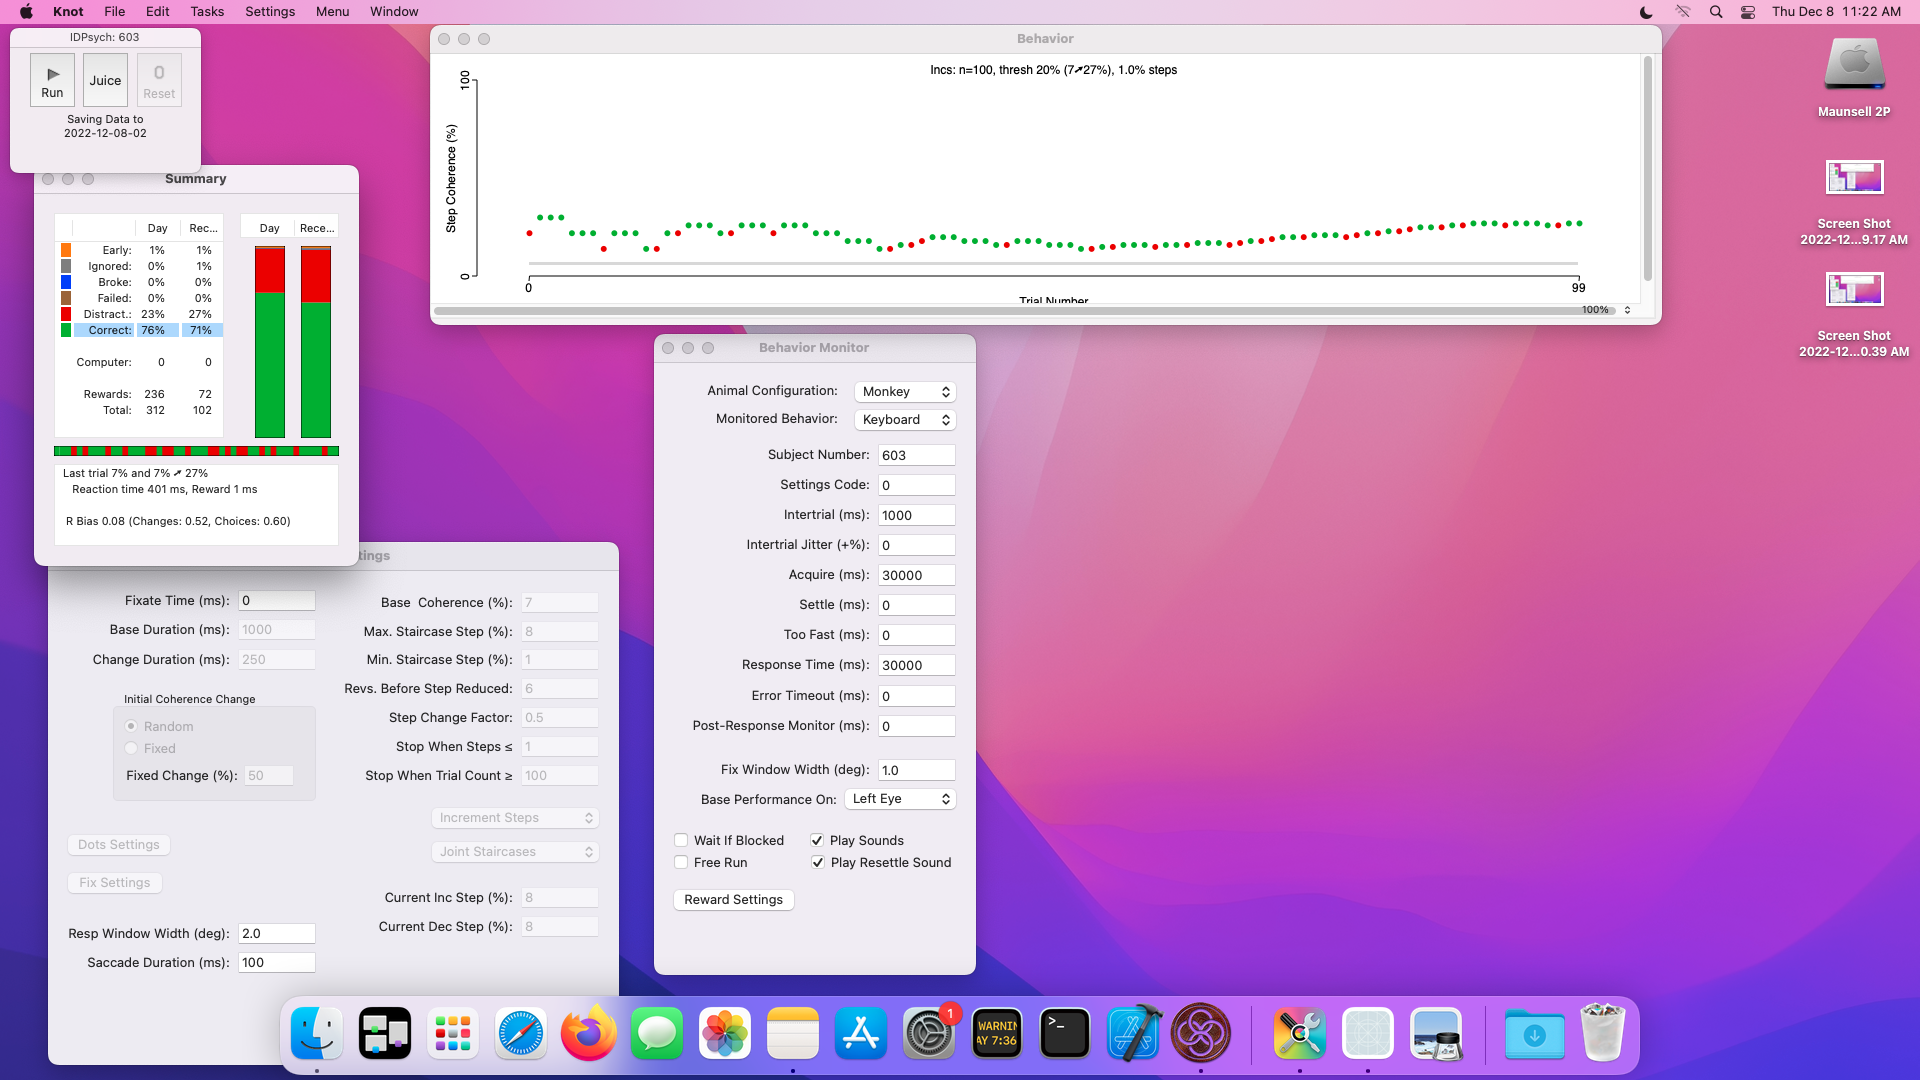 Knot File Edit Tasks Settings Menu Window
Thu Dec 8 11:22 AM
IDPsych: 603
Run
Juice
0
Reset
Saving Data to
2022-12-08-02
Summary
Day Rec...
Early: 1% 1%
Ignored: 0% 1%
Broke: 0% 0%
Failed: 0% 0%
Distract.: 23% 27%
Correct: 76% 71%
Computer: 0 0
Rewards: 236 72
Total: 312 102
Day Rece...
Last trial 7% and 7% ➚ 27%
Reaction time 401 ms, Reward 1 ms
R Bias 0.08 (Changes: 0.52, Choices: 0.60)
Behavior
Incs: n=100, thresh 20% (7➚27%), 1.0% steps
Step Coherence (%)
100
0
0
99
Trial Number
100%
Behavior Monitor
Animal Configuration: Monkey
Monitored Behavior: Keyboard
Subject Number: 603
Settings Code: 0
Intertrial (ms): 1000
Intertrial Jitter (+%): 0
Acquire (ms): 30000
Settle (ms): 0
Too Fast (ms): 0
Response Time (ms): 30000
Error Timeout (ms): 0
Post-Response Monitor (ms): 0
Fix Window Width (deg): 1.0
Base Performance On: Left Eye
Wait If Blocked
Play Sounds
Free Run
Play Resettle Sound
Reward Settings
tings
Fixate Time (ms): 0
Base Duration (ms): 1000
Change Duration (ms): 250
Initial Coherence Change
Random
Fixed
Fixed Change (%): 50
Dots Settings
Fix Settings
Resp Window Width (deg): 2.0
Saccade Duration (ms): 100
Base Coherence (%): 7
Max. Staircase Step (%): 8
Min. Staircase Step (%): 1
Revs. Before Step Reduced: 6
Step Change Factor: 0.5
Stop When Steps ≤ 1
Stop When Trial Count ≥ 100
Increment Steps
Joint Staircases
Current Inc Step (%): 8
Current Dec Step (%): 8
Maunsell 2P
Screen Shot
2022-12...9.17 AM
Screen Shot
2022-12...0.39 AM
1
WARNIN
AY 7:36
>_